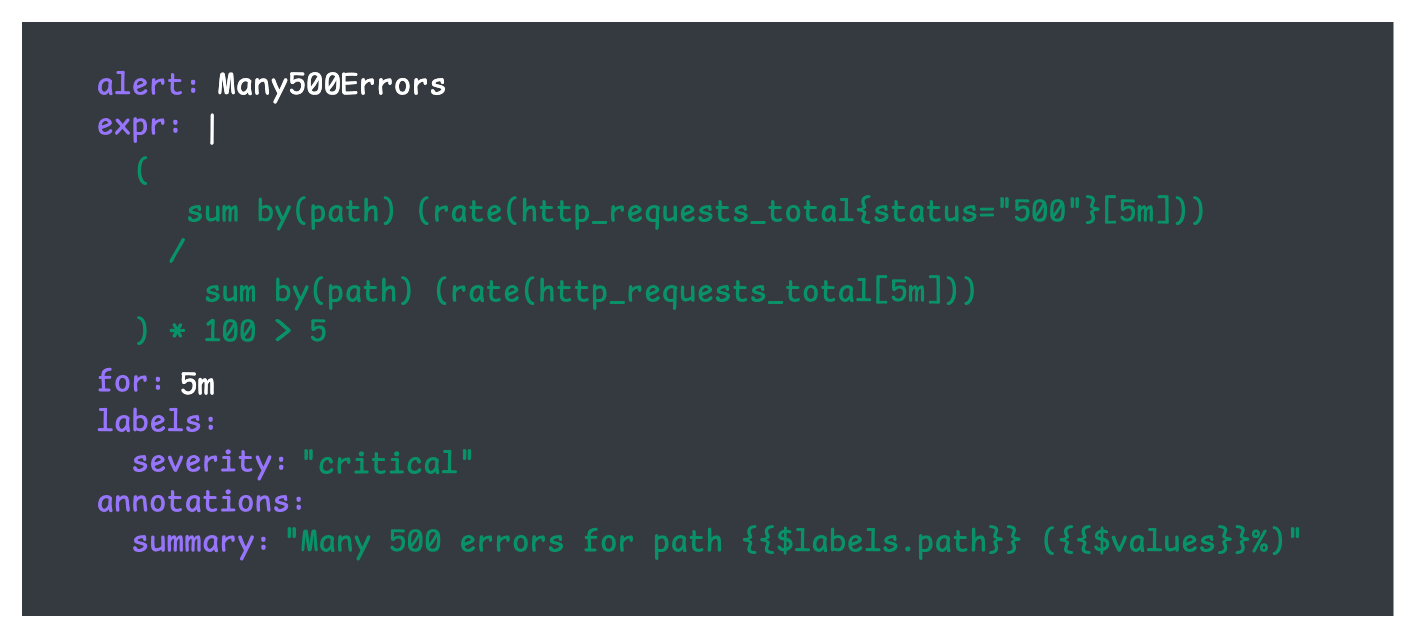 alert: Many500Errors
expr: |
(
sum by(path) (rate(http_requests_total{status="500"}[5m]))
/
sum by(path) (rate(http_requests_total[5m]))
) * 100 > 5
for: 5m
labels:
severity: "critical"
annotations:
summary: "Many 500 errors for path {{$labels.path}} ({{$values}}%)"